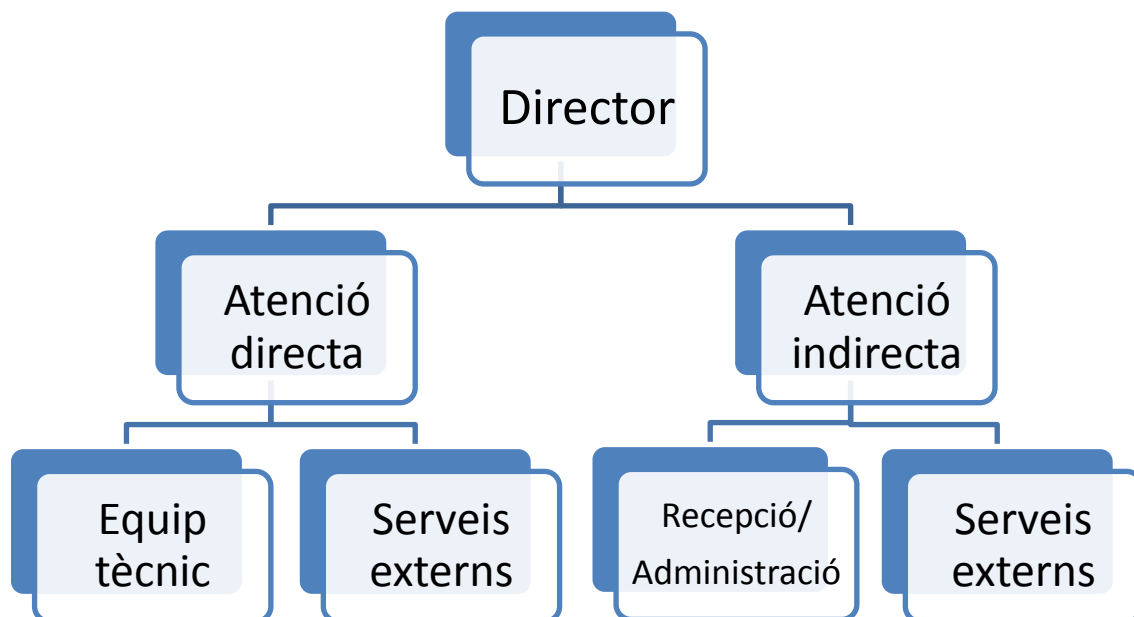 Director
Atenció
directa
Atenció
indirecta
Equip
tècnic
Serveis
externs
Recepció/
Administració
Serveis
externs